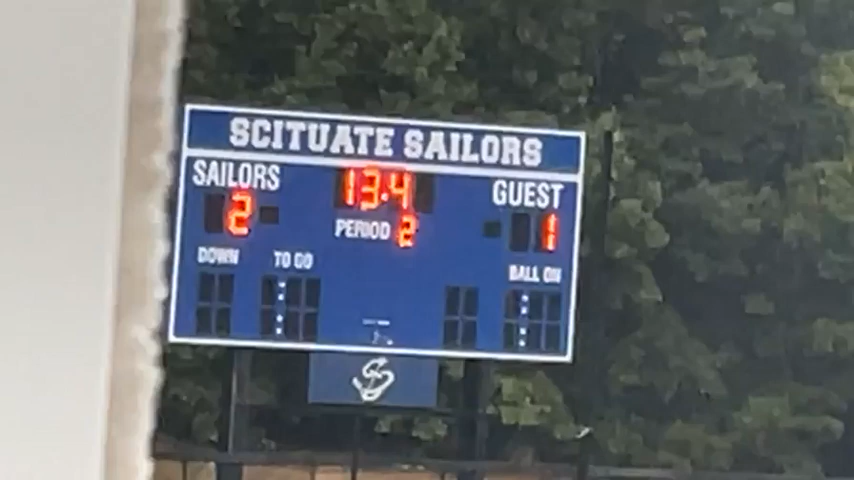 SCITUATE SAILORS
SAILORS 13.4 GUEST
2 PERIOD 2 1
DOWN TO GO BALL ON